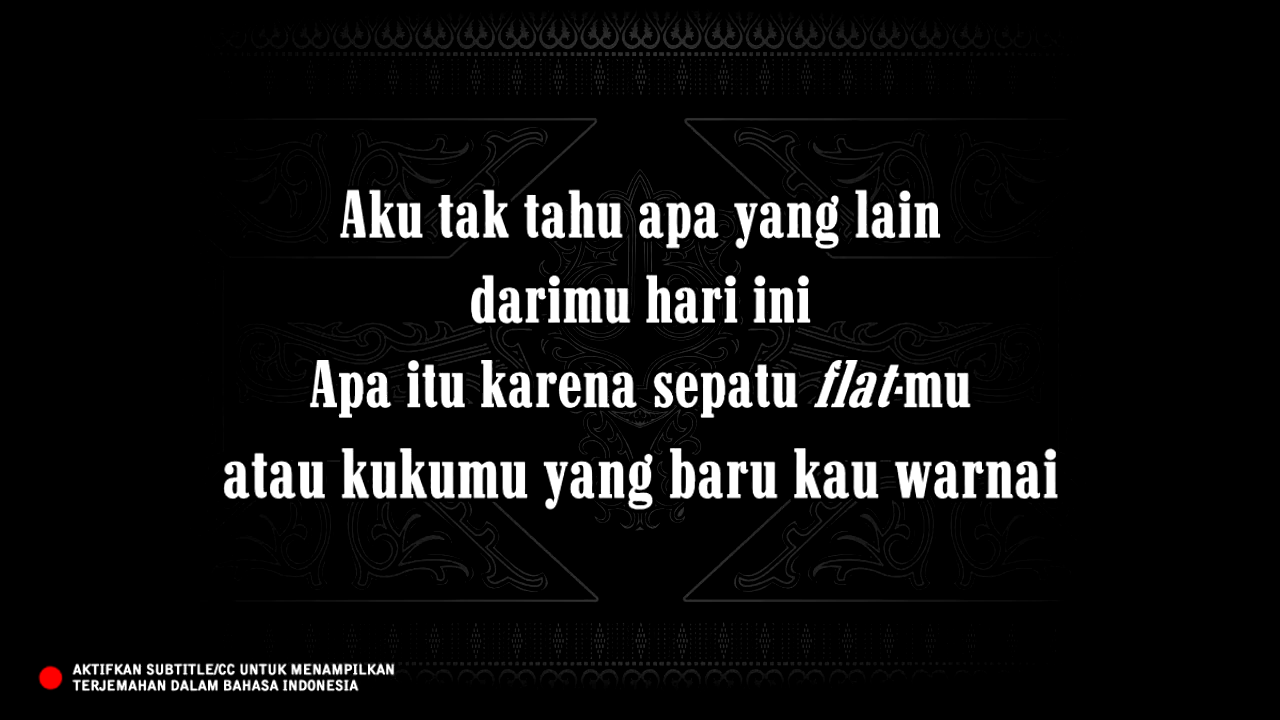 Aku tak tahu apa yang lain
darimu hari ini
Apa itu karena sepatu flat-mu
atau kukumu yang baru kau warnai
AKTIFKAN SUBTITLE/CC UNTUK MENAMPILKAN
TERJEMAHAN DALAM BAHASA INDONESIA